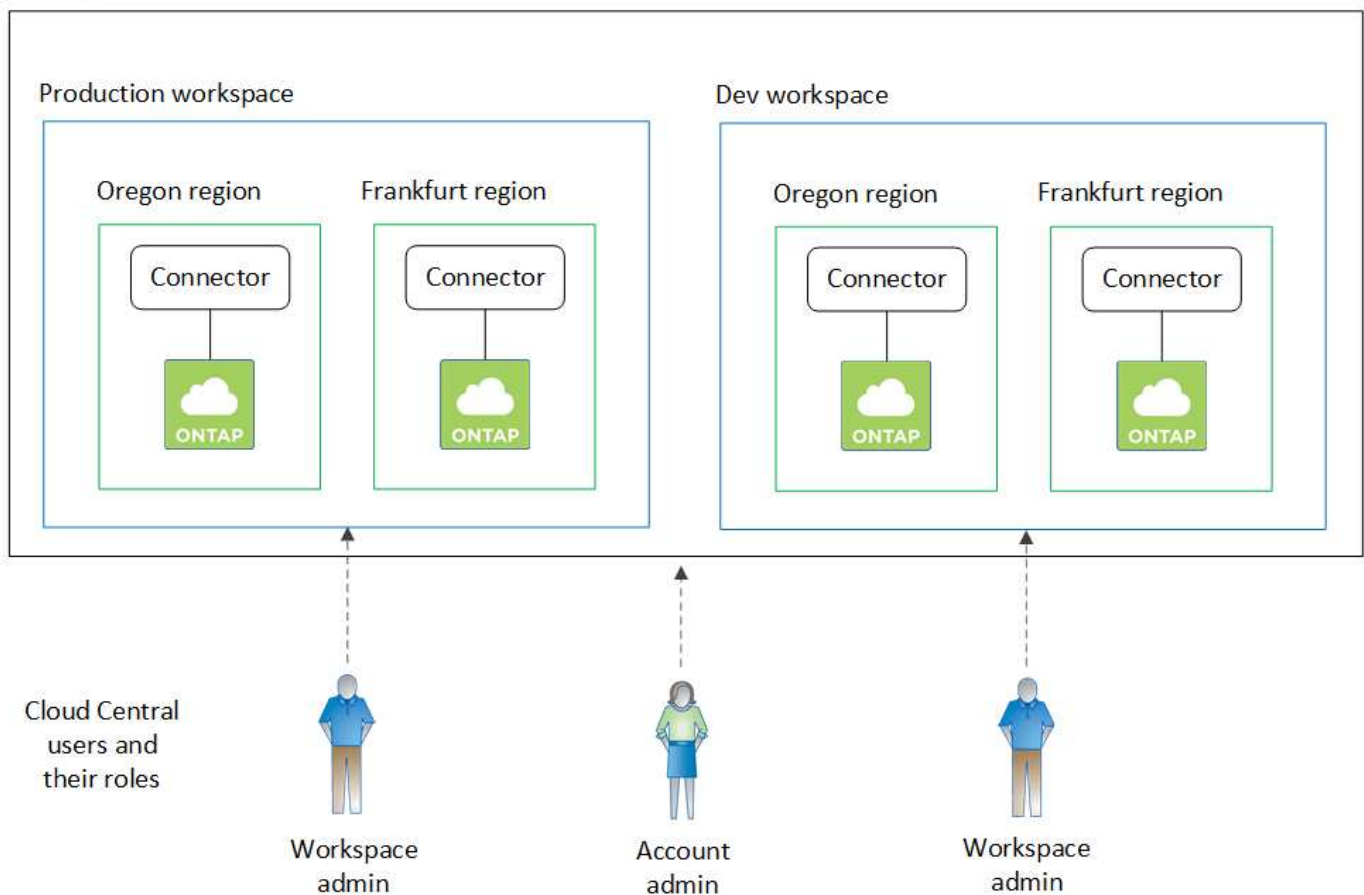 Production workspace
Dev workspace
Oregon region
Frankfurt region
Oregon region
Frankfurt region
Connector
Connector
Connector
Connector
ONTAP
ONTAP
ONTAP
ONTAP
Cloud Central
users and
their roles
Workspace
admin
Account
admin
Workspace
admin